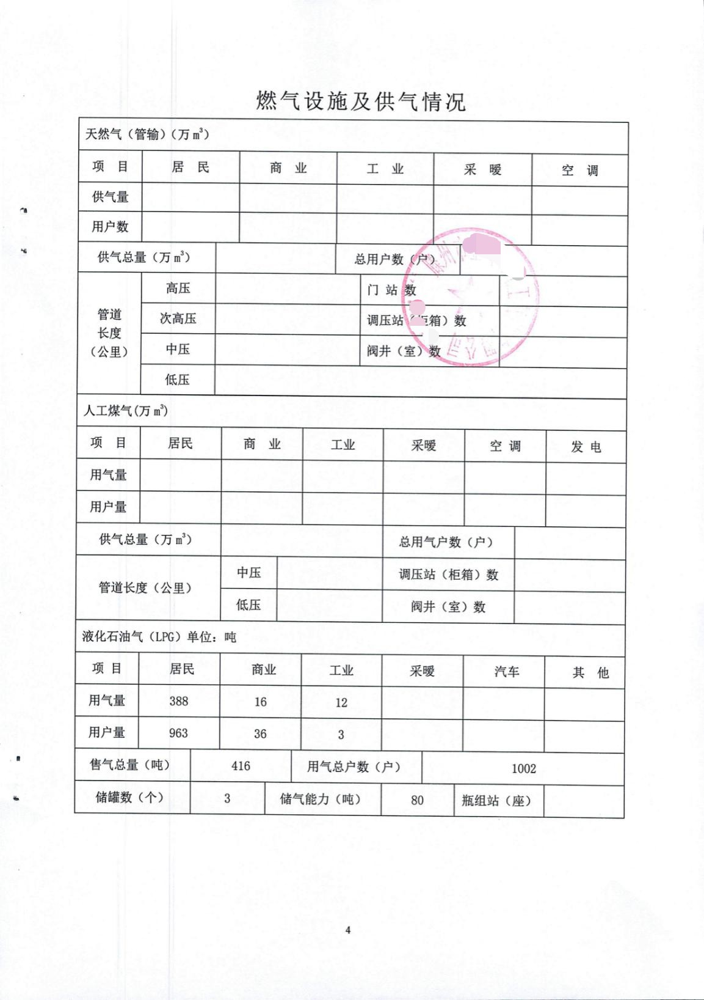 燃气设施及供气情况
天然气（管输）（万 m³）
项 目 居 民 商 业 工 业 采 暖 空 调
供气量
用户数
供气总量（万 m³） 总用户数（户）
管道长度（公里） 高压 门 站 数
次高压 调压站（柜箱）数
中压 阀井（室）数
低压
人工煤气(万 m³)
项 目 居民 商 业 工业 采暖 空 调 发 电
用气量
用户量
供气总量（万 m³） 总用气户数（户）
管道长度（公里） 中压 调压站（柜箱）数
低压 阀井（室）数
液化石油气（LPG）单位：吨
项 目 居民 商业 工业 采暖 汽车 其 他
用气量 388 16 12
用户量 963 36 3
售气总量（吨） 416 用气总户数（户） 1002
储罐数（个） 3 储气能力（吨） 80 瓶组站（座）
4